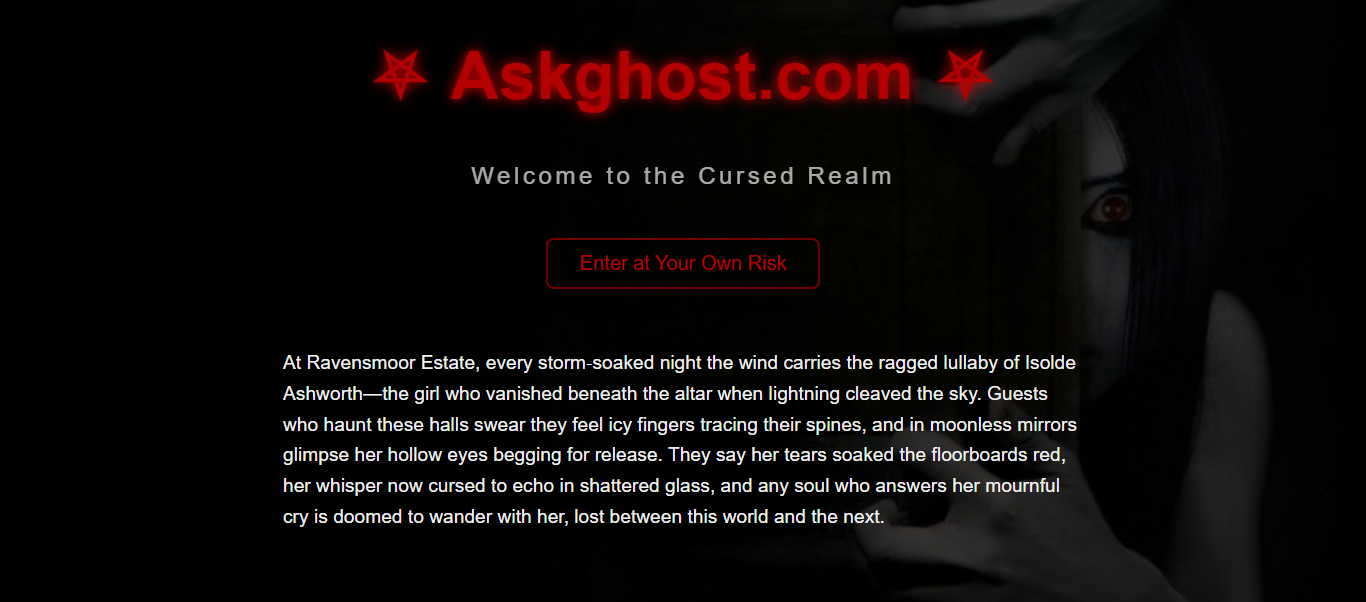 ⛧ Askghost.com ⛧
Welcome to the Cursed Realm
Enter at Your Own Risk
At Ravensmoor Estate, every storm-soaked night the wind carries the ragged lullaby of Isolde
Ashworth—the girl who vanished beneath the altar when lightning cleaved the sky. Guests
who haunt these halls swear they feel icy fingers tracing their spines, and in moonless mirrors
glimpse her hollow eyes begging for release. They say her tears soaked the floorboards red,
her whisper now cursed to echo in shattered glass, and any soul who answers her mournful
cry is doomed to wander with her, lost between this world and the next.